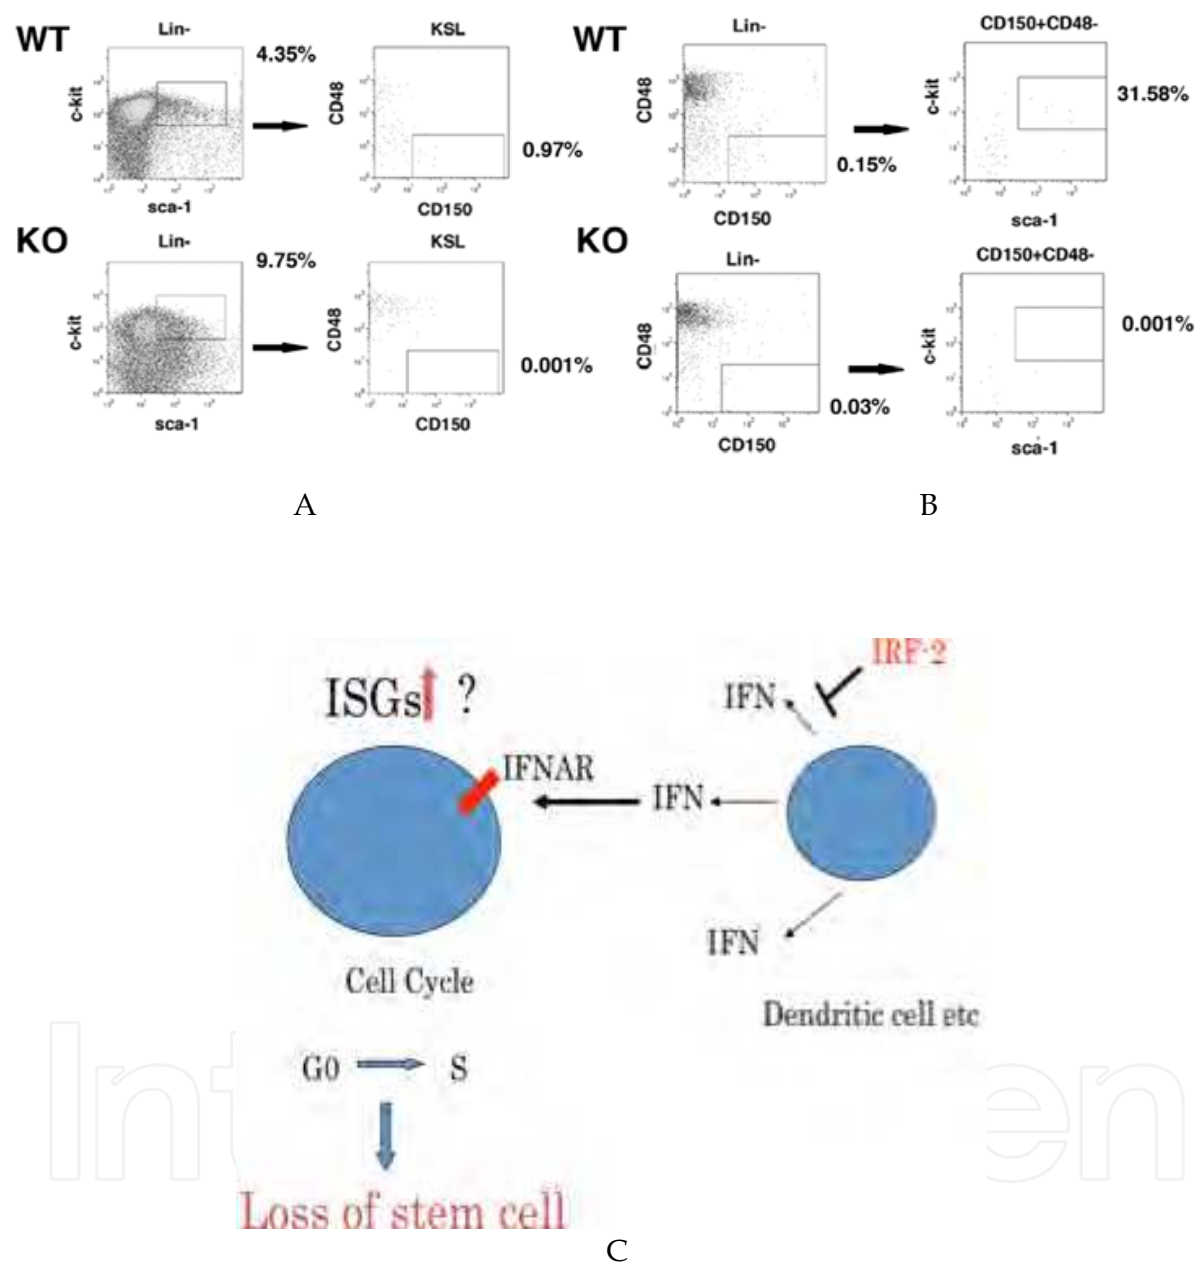 WT
Lin-
4.35%
c-kit
sca-1
KSL
CD48
CD150
0.97%
KO
Lin-
9.75%
c-kit
sca-1
KSL
CD48
CD150
0.001%
A
WT
Lin-
CD48
CD150
0.15%
CD150+CD48-
c-kit
sca-1
31.58%
KO
Lin-
CD48
CD150
0.03%
CD150+CD48-
c-kit
sca-1
0.001%
B
ISGs ?
IFNAR
IFN
IRF-2
IFN
IFN
Cell Cycle
Dendritic cell etc
G0
S
Loss of stem cell
C